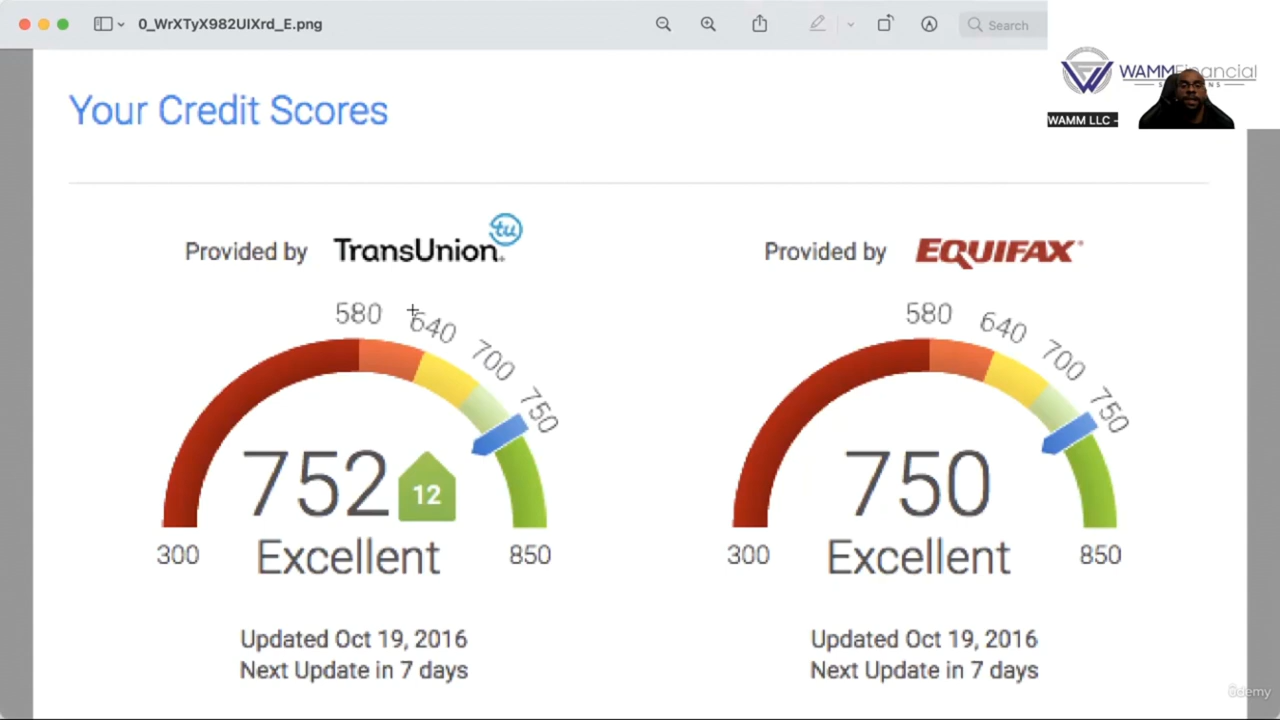 0_WrXTyX982UIXrd_E.png
Search
WAMMFinancial
WAMM LLC -
Your Credit Scores
Provided by TransUnion. tu
Provided by EQUIFAX®
580 640 700 750
580 640 700 750
752 12
750
Excellent
Excellent
300 850
300 850
Updated Oct 19, 2016
Next Update in 7 days
Updated Oct 19, 2016
Next Update in 7 days
ûdemy